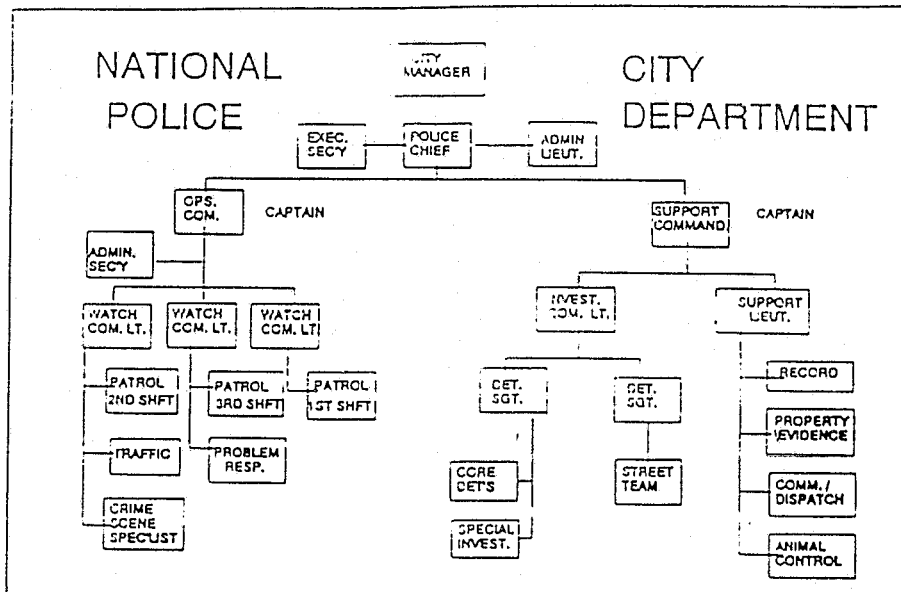 NATIONAL
POLICE
CITY
DEPARTMENT
CITY
MANAGER
EXEC.
SEC'Y
POLICE
CHIEF
ADMIN
LIEUT.
OPS.
COM.
CAPTAIN
SUPPORT
COMMAND
CAPTAIN
ADMIN.
SEC'Y
WATCH
COM. LT.
WATCH
COM. LT.
WATCH
COM. LT
INVEST.
COM. LT.
SUPPORT
LIEUT.
PATROL
2ND SHFT
PATROL
3RD SHFT
PATROL
1ST SHFT
DET.
SGT.
DET.
SGT.
RECORD
TRAFFIC
PROBLEM
RESP.
PROPERTY
EVIDENCE
CORE
DET'S
STREET
TEAM
COMM./
DISPATCH
CRIME
SCENE
SPEC'LIST
SPECIAL
INVEST.
ANIMAL
CONTROL